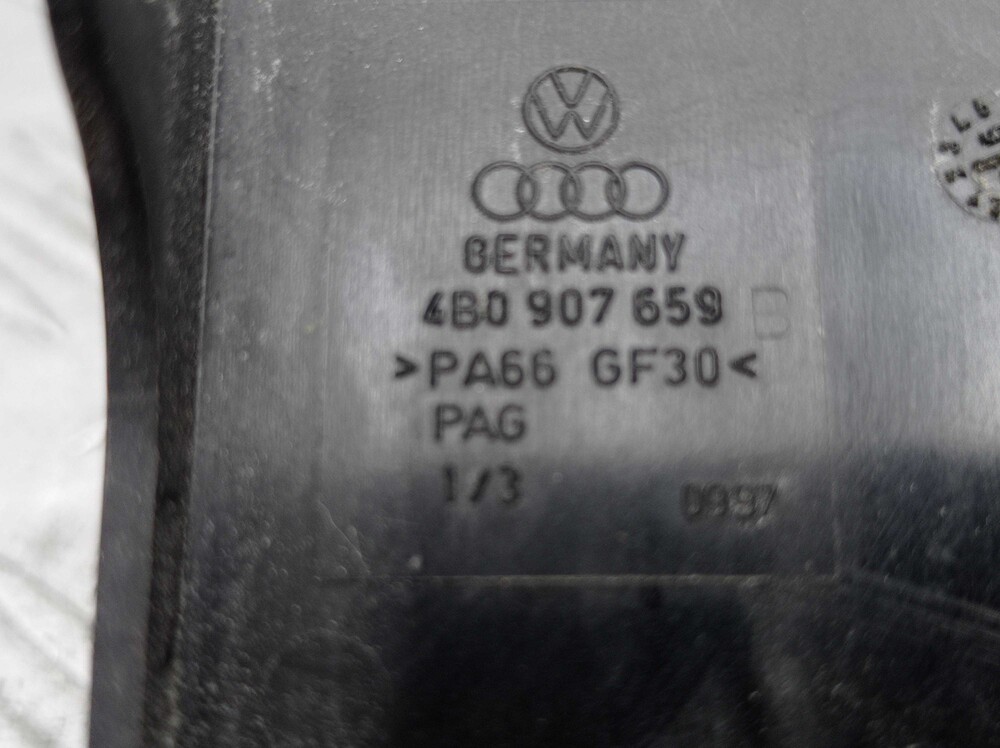 GERMANY
4B0 907 659 B
>PA66 GF30<
PAG
1/3
0997